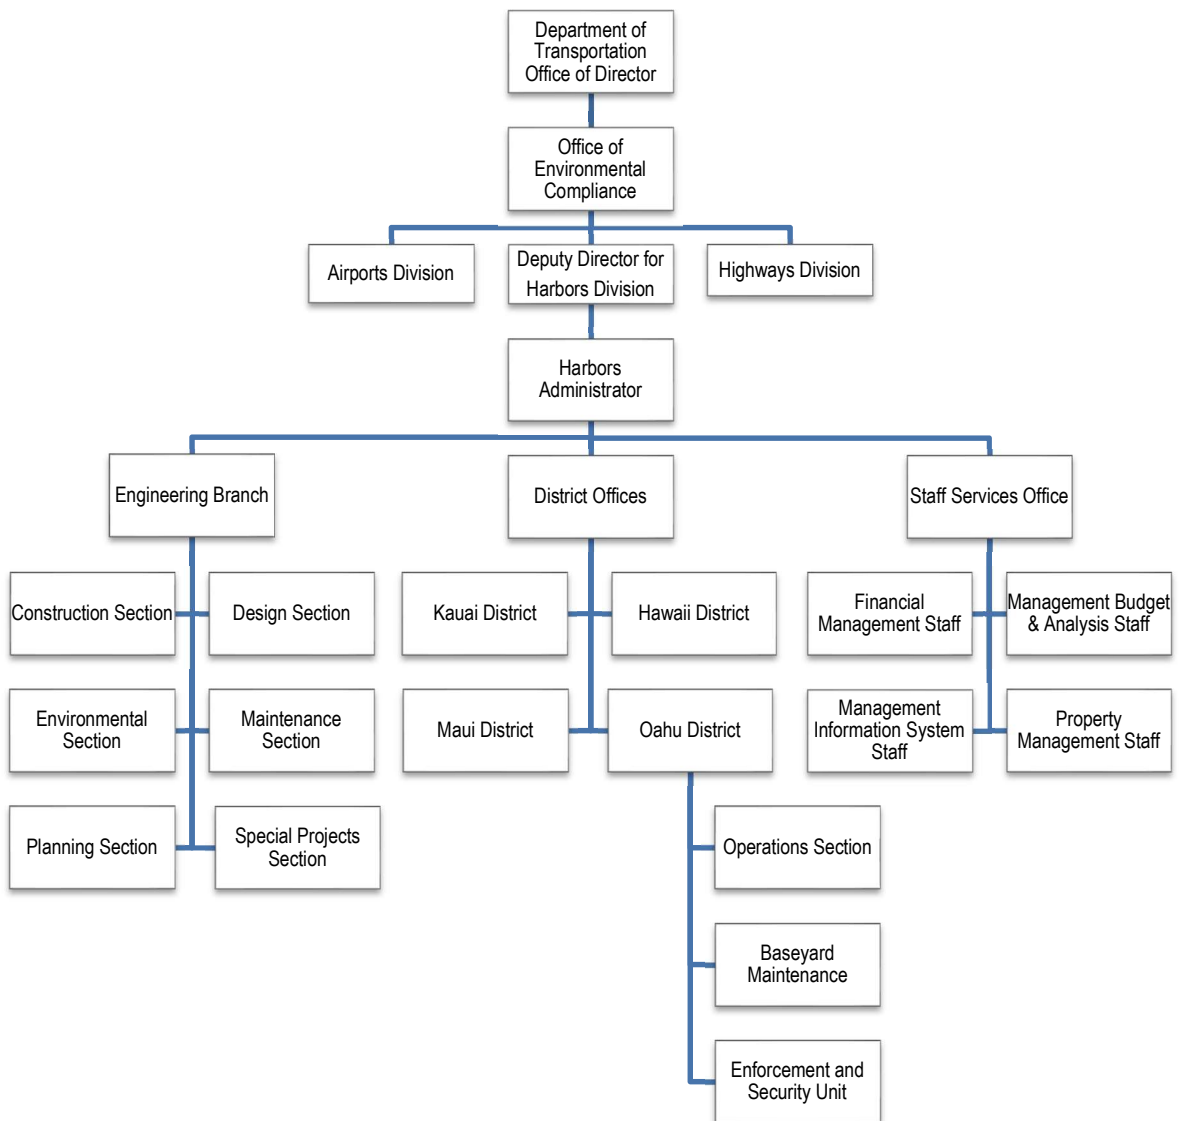 Department of
Transportation
Office of Director
Office of
Environmental
Compliance
Airports Division
Deputy Director for
Harbors Division
Highways Division
Harbors
Administrator
Engineering Branch
District Offices
Staff Services Office
Construction Section
Design Section
Kauai District
Hawaii District
Financial
Management Staff
Management Budget
& Analysis Staff
Environmental
Section
Maintenance
Section
Maui District
Oahu District
Management
Information System
Staff
Property
Management Staff
Planning Section
Special Projects
Section
Operations Section
Baseyard
Maintenance
Enforcement and
Security Unit